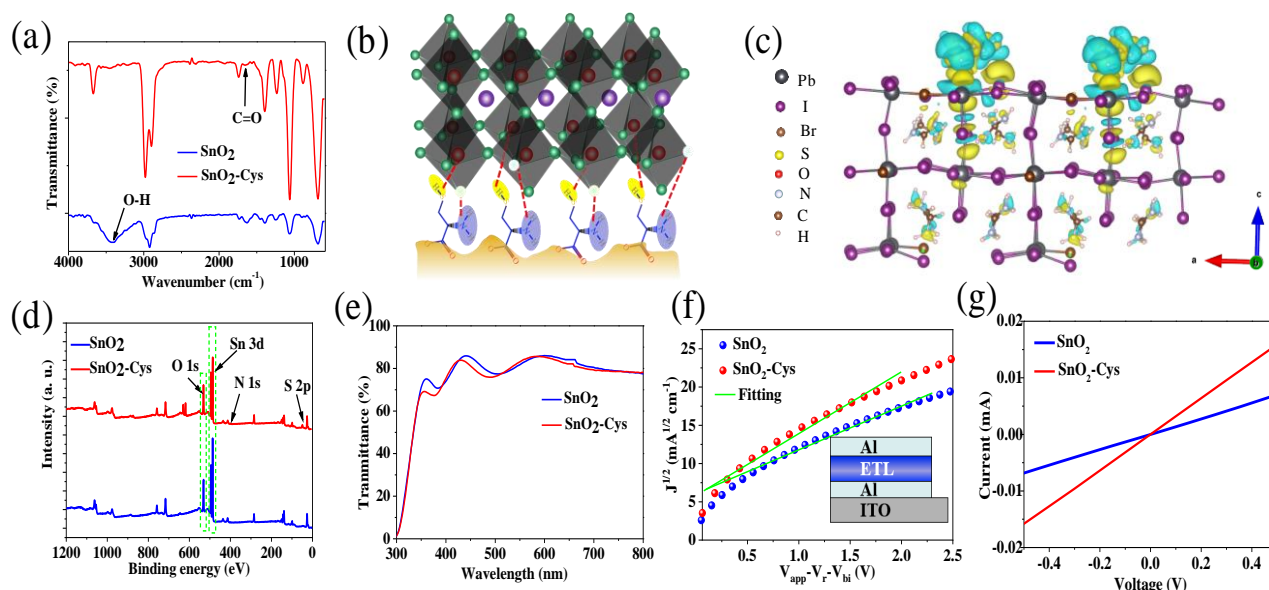 (a)
Transmittance (%)
C=O
SnO2
SnO2-Cys
O-H
4000 3000 2000 1000
Wavenumber (cm-1)
(b)
(c)
Pb
I
Br
S
O
N
C
H
c
a
(d)
Intensity (a. u.)
SnO2
SnO2-Cys
O 1s
Sn 3d
N 1s
S 2p
1200 1000 800 600 400 200 0
Binding energy (eV)
(e)
Tranmittance (%)
100
80
60
40
20
0
SnO2
SnO2-Cys
300 400 500 600 700 800
Wavelength (nm)
(f)
J1/2 (mA1/2 cm-1)
25
20
15
10
5
0
SnO2
SnO2-Cys
Fitting
Al
ETL
Al
ITO
0.5 1.0 1.5 2.0 2.5
Vapp-Vr-Vbi (V)
(g)
Current (mA)
0.02
0.01
0.00
-0.01
-0.02
SnO2
SnO2-Cys
-0.4 -0.2 0.0 0.2 0.4
Voltage (V)